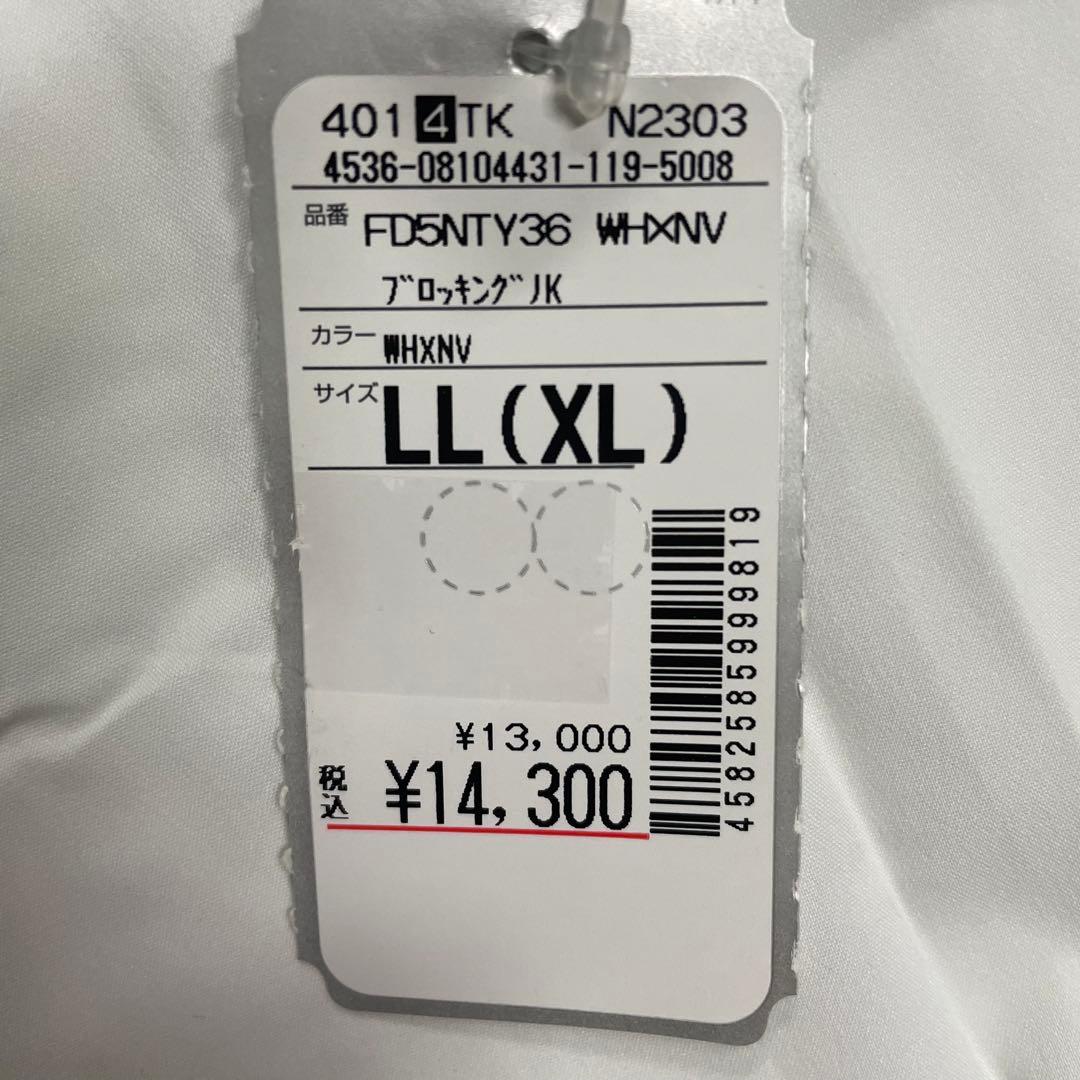 401 4 TK N2303
4536-08104431-119-5008
品番 FD5NTY36 WHXNV
ﾌﾞﾛｯｷﾝｸﾞJK
カラー WHXNV
サイズ LL(XL)
¥13,000
税込 ¥14,300
4582585999819